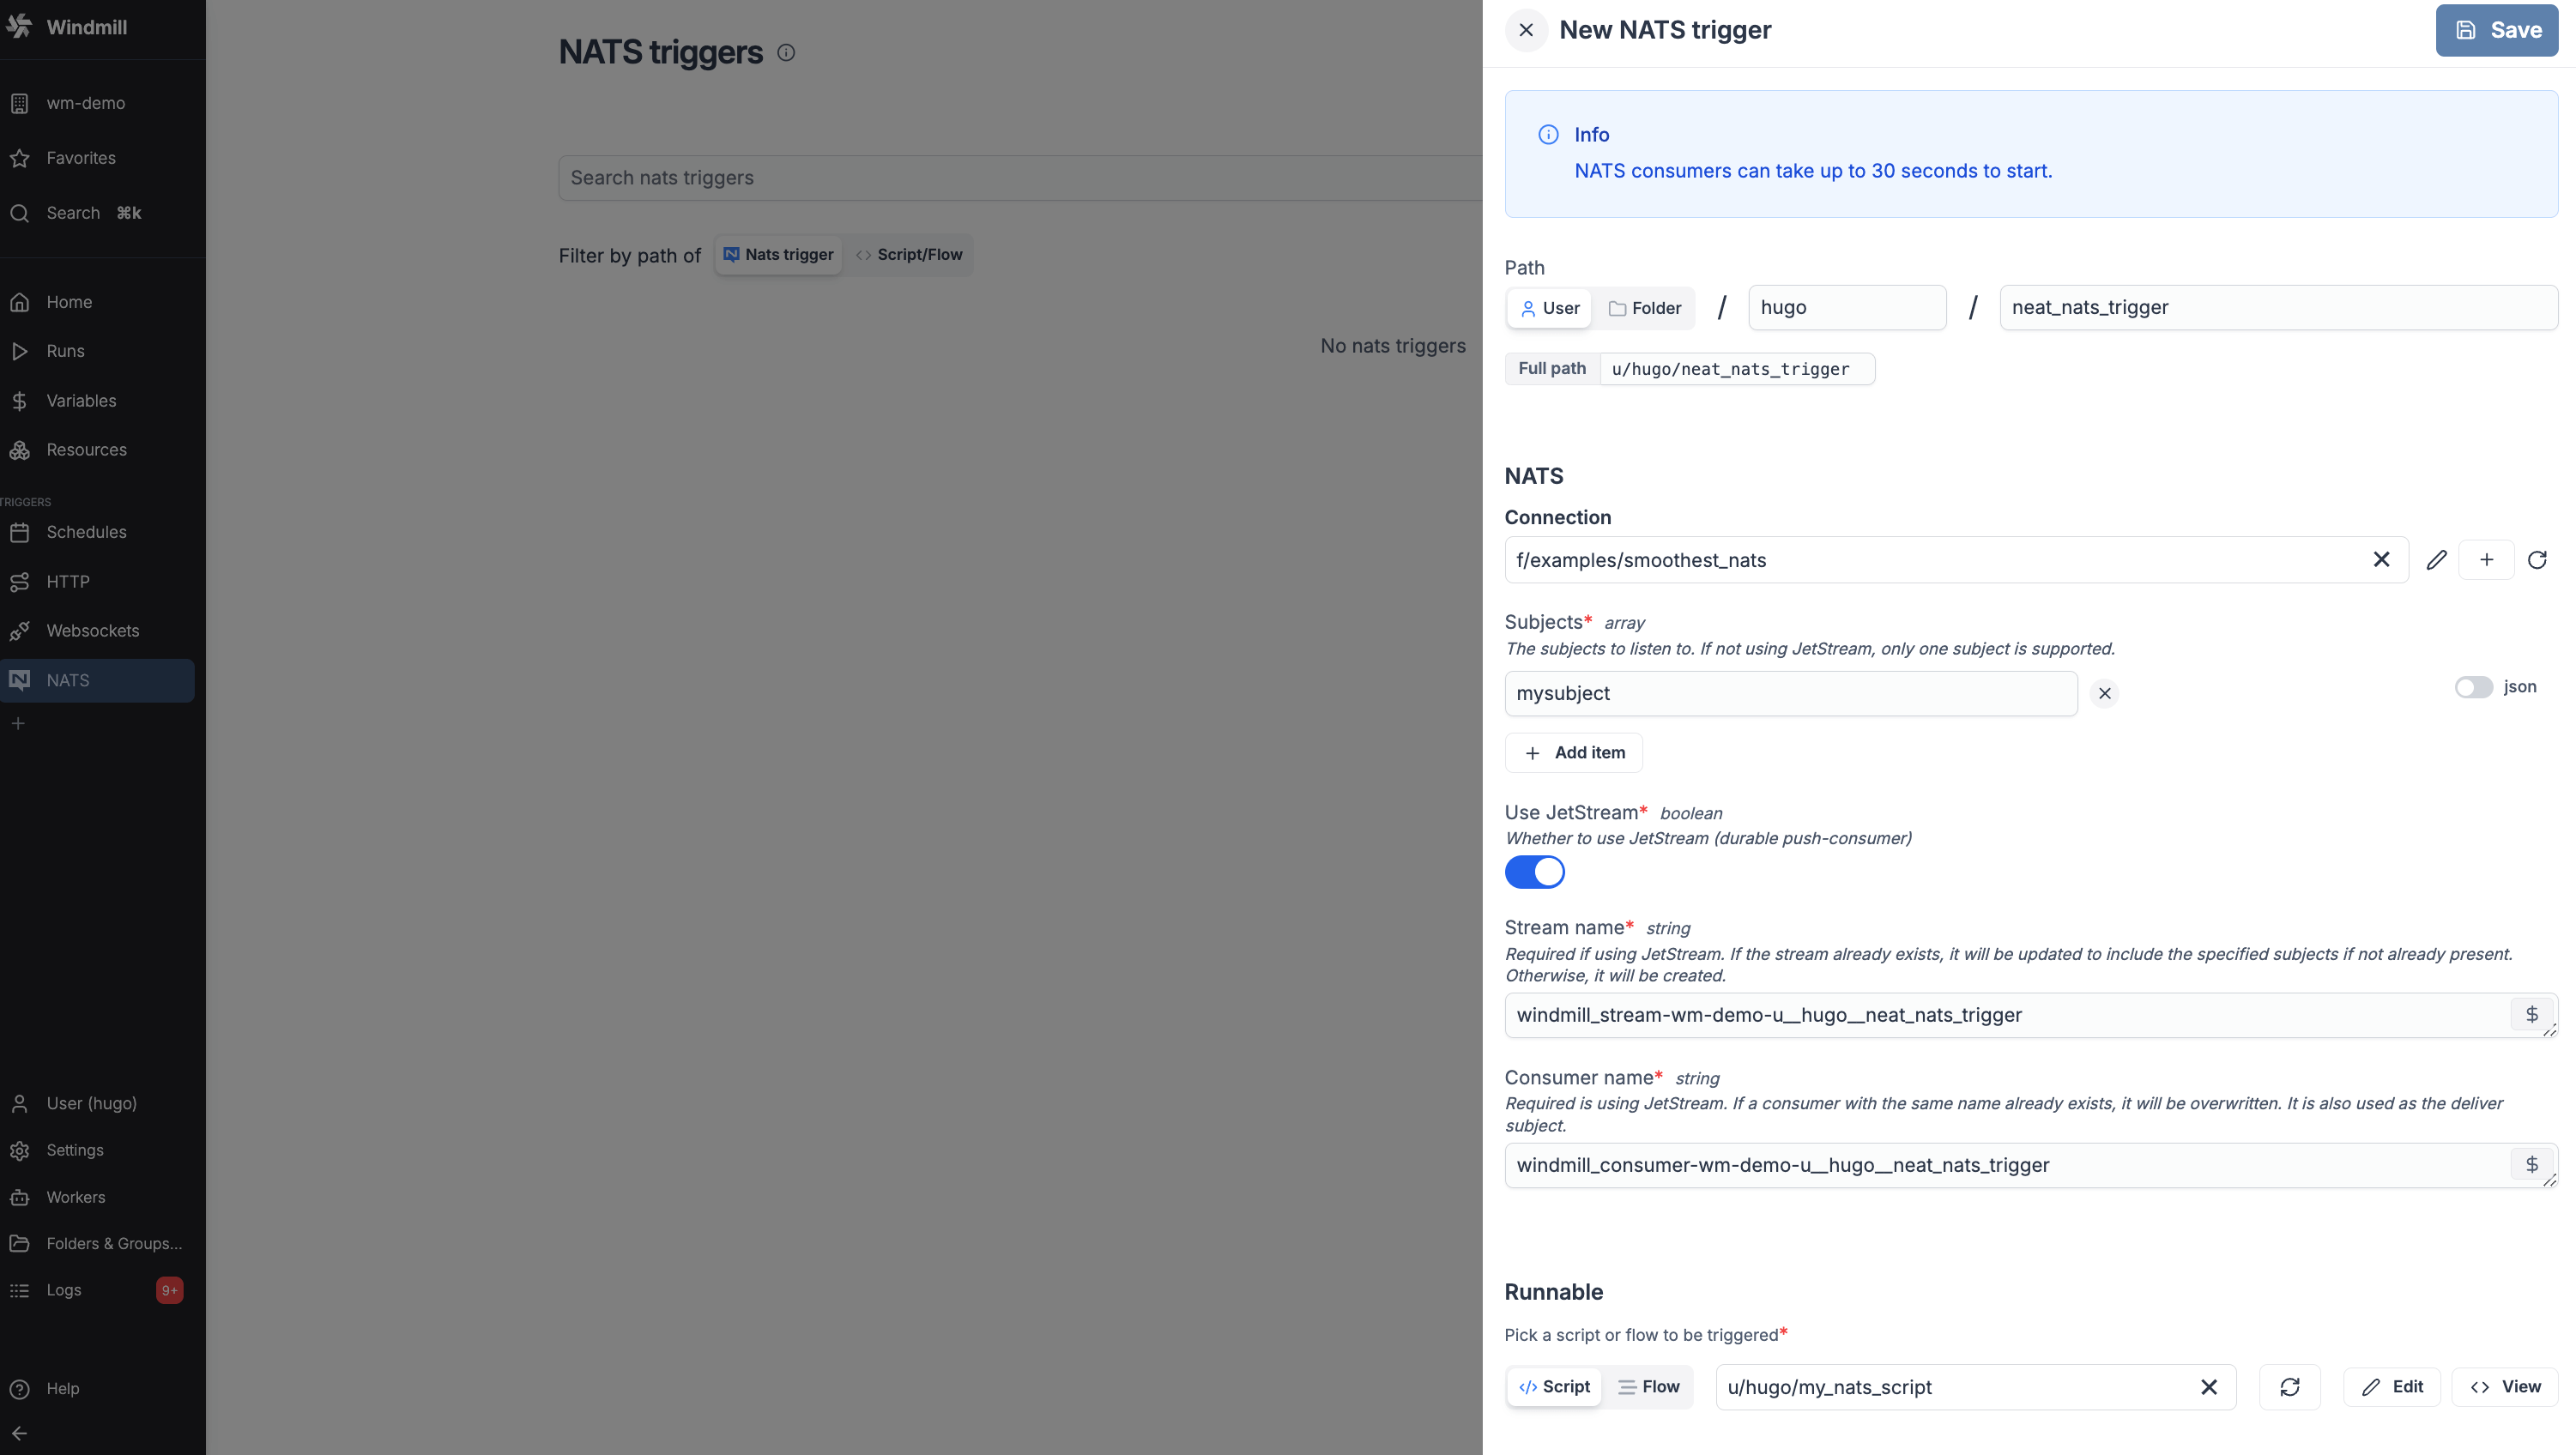 Windmill
wm-demo
Favorites
Search ⌘k
Home
Runs
Variables
Resources
TRIGGERS
Schedules
HTTP
Websockets
NATS
User (hugo)
Settings
Workers
Folders & Groups...
Logs 9+
Help
NATS triggers
Search nats triggers
Filter by path of Nats trigger Script/Flow
No nats triggers
New NATS trigger
Save
Info
NATS consumers can take up to 30 seconds to start.
Path
User Folder / hugo / neat_nats_trigger
Full path u/hugo/neat_nats_trigger
NATS
Connection
f/examples/smoothest_nats
Subjects* array
The subjects to listen to. If not using JetStream, only one subject is supported.
mysubject
json
Add item
Use JetStream* boolean
Whether to use JetStream (durable push-consumer)
Stream name* string
Required if using JetStream. If the stream already exists, it will be updated to include the specified subjects if not already present.
Otherwise, it will be created.
windmill_stream-wm-demo-u__hugo__neat_nats_trigger
$
Consumer name* string
Required is using JetStream. If a consumer with the same name already exists, it will be overwritten. It is also used as the deliver
subject.
windmill_consumer-wm-demo-u__hugo__neat_nats_trigger
$
Runnable
Pick a script or flow to be triggered*
Script Flow u/hugo/my_nats_script Edit View